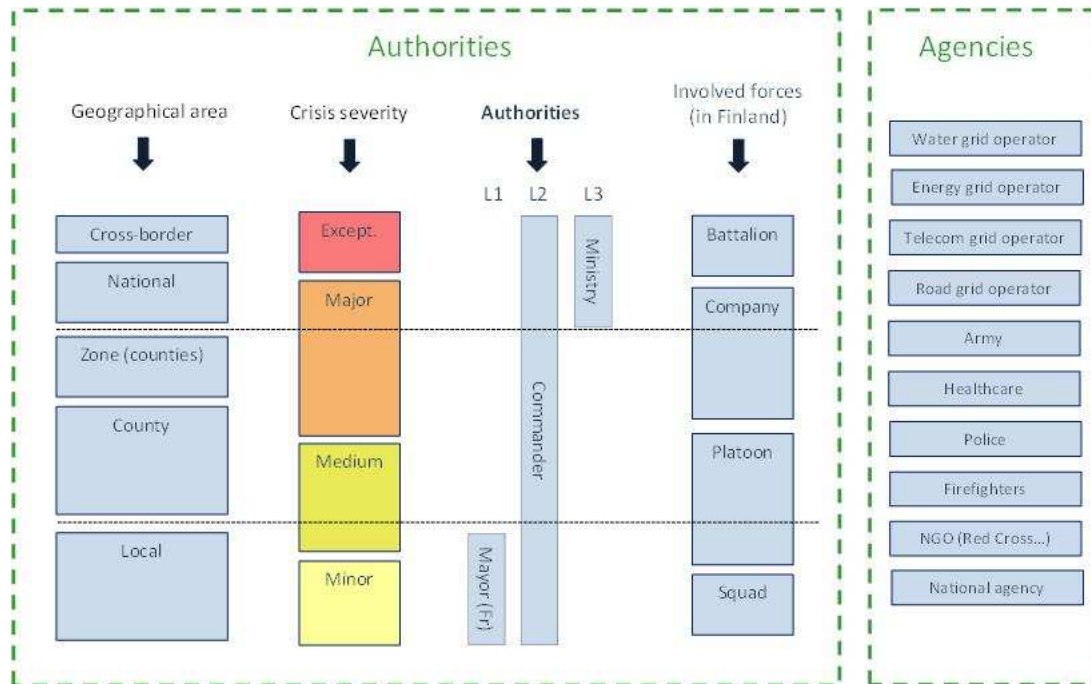 Authorities
Geographical area
Crisis severity
Authorities
Involved forces
(in Finland)
L1 L2 L3
Cross-border
National
Zone (counties)
County
Local
Except.
Major
Medium
Minor
Mayor (Fr)
Commander
Ministry
Battalion
Company
Platoon
Squad
Agencies
Water grid operator
Energy grid operator
Telecom grid operator
Road grid operator
Army
Healthcare
Police
Firefighters
NGO (Red Cross...)
National agency